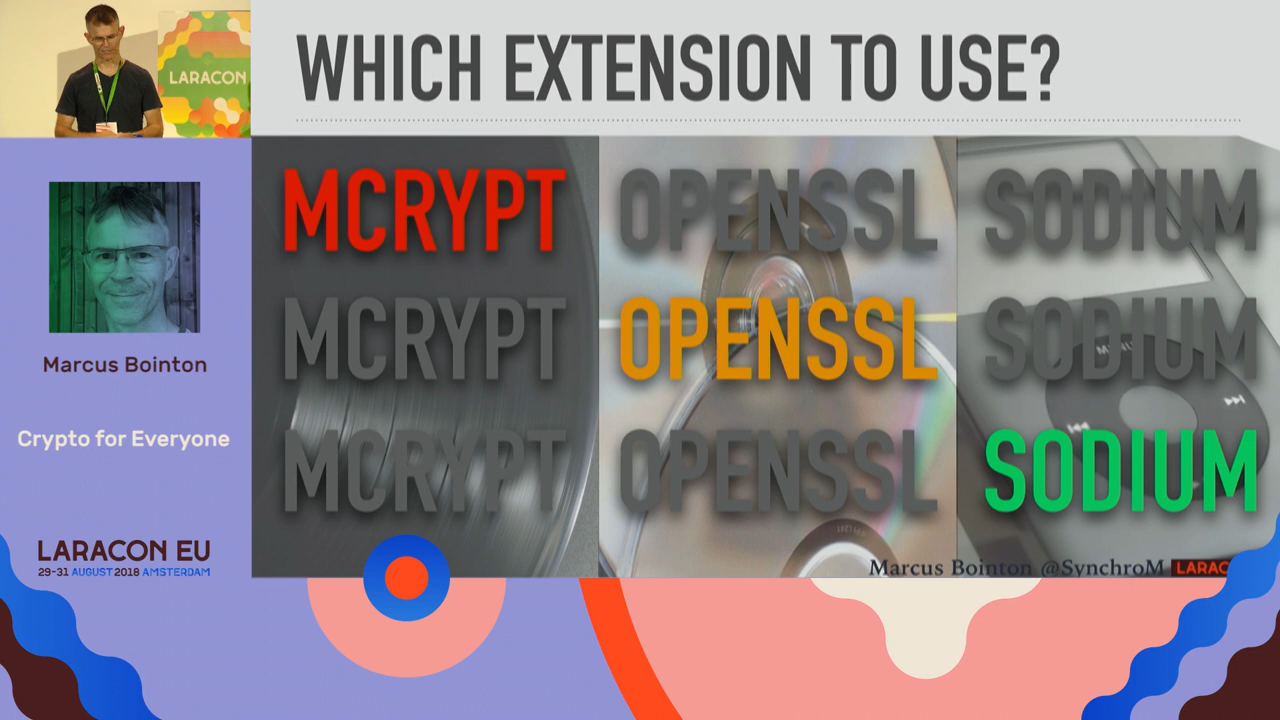 LARACON
WHICH EXTENSION TO USE?
MCRYPT OPENSSL SODIUM
MCRYPT OPENSSL SODIUM
MCRYPT OPENSSL SODIUM
MENU
Marcus Bointon
Crypto for Everyone
LARACON EU
29-31 AUGUST 2018 AMSTERDAM
Marcus Bointon @SynchroM LARAC